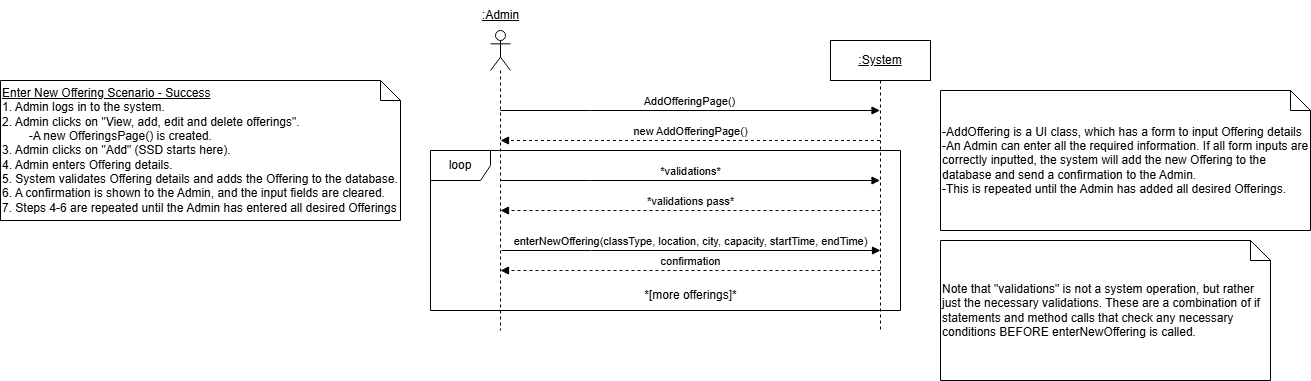 :Admin
:System
Enter New Offering Scenario - Success
1. Admin logs in to the system.
2. Admin clicks on "View, add, edit and delete offerings".
-A new OfferingsPage() is created.
3. Admin clicks on "Add" (SSD starts here).
4. Admin enters Offering details.
5. System validates Offering details and adds the Offering to the database.
6. A confirmation is shown to the Admin, and the input fields are cleared.
7. Steps 4-6 are repeated until the Admin has entered all desired Offerings
AddOfferingPage()
new AddOfferingPage()
loop
*validations*
*validations pass*
enterNewOffering(classType, location, city, capacity, startTime, endTime)
confirmation
*[more offerings]*
-AddOffering is a UI class, which has a form to input Offering details
-An Admin can enter all the required information. If all form inputs are
correctly inputted, the system will add the new Offering to the
database and send a confirmation to the Admin.
-This is repeated until the Admin has added all desired Offerings.
Note that "validations" is not a system operation, but rather
just the necessary validations. These are a combination of if
statements and method calls that check any necessary
conditions BEFORE enterNewOffering is called.